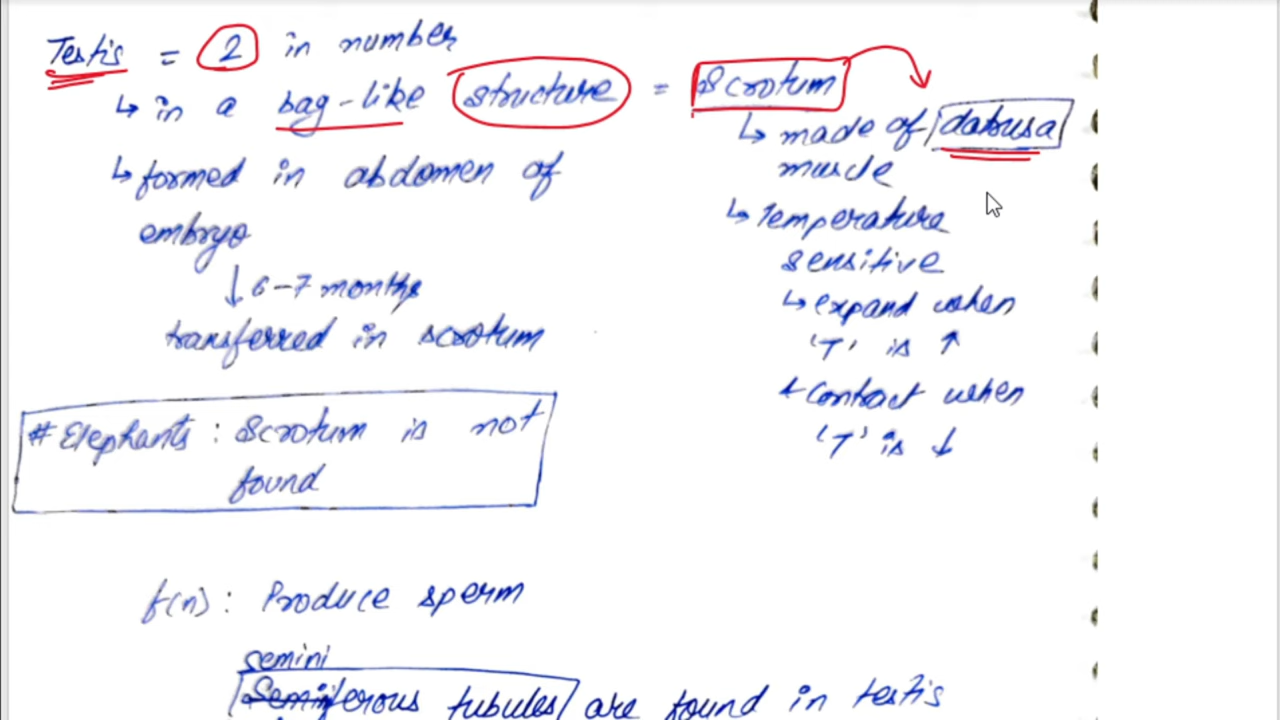 Testis = 2 in number
↳ in a bag-like structure = Scrotum
↳ made of datusa
muscle
↳ Temperature
sensitive
↳ expand when
'T' is ↑
↳ Contract when
'T' is ↓
↳ formed in abdomen of
embryo
↓ 6-7 months
transferred in scrotum
# Elephants : Scrotum is not
found
f(n) : Produce sperm
semini
Seminiferous tubules are found in testis